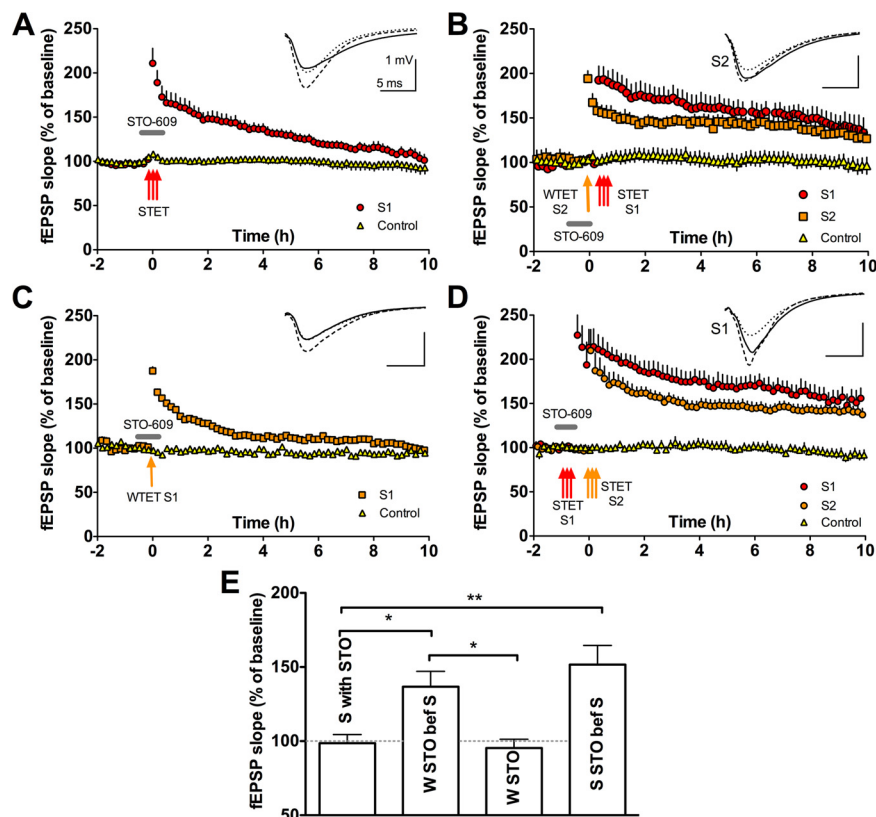 A
fEPSP slope (% of baseline)
250
200
150
100
50
0
-2
0
2
4
6
8
10
Time (h)
STO-609
STET
S1
Control
1 mV
5 ms
B
fEPSP slope (% of baseline)
250
200
150
100
50
0
-2
0
2
4
6
8
10
Time (h)
S2
WTET
S2
STET
S1
STO-609
S1
S2
Control
C
fEPSP slope (% of baseline)
250
200
150
100
50
0
-2
0
2
4
6
8
10
Time (h)
STO-609
WTET S1
S1
Control
D
fEPSP slope (% of baseline)
250
200
150
100
50
0
-2
0
2
4
6
8
10
Time (h)
S1
STO-609
STET
S1
STET
S2
S1
S2
Control
E
fEPSP slope (% of baseline)
200
150
100
50
**
*
*
S with STO
W STO bef S
W STO
S STO bef S